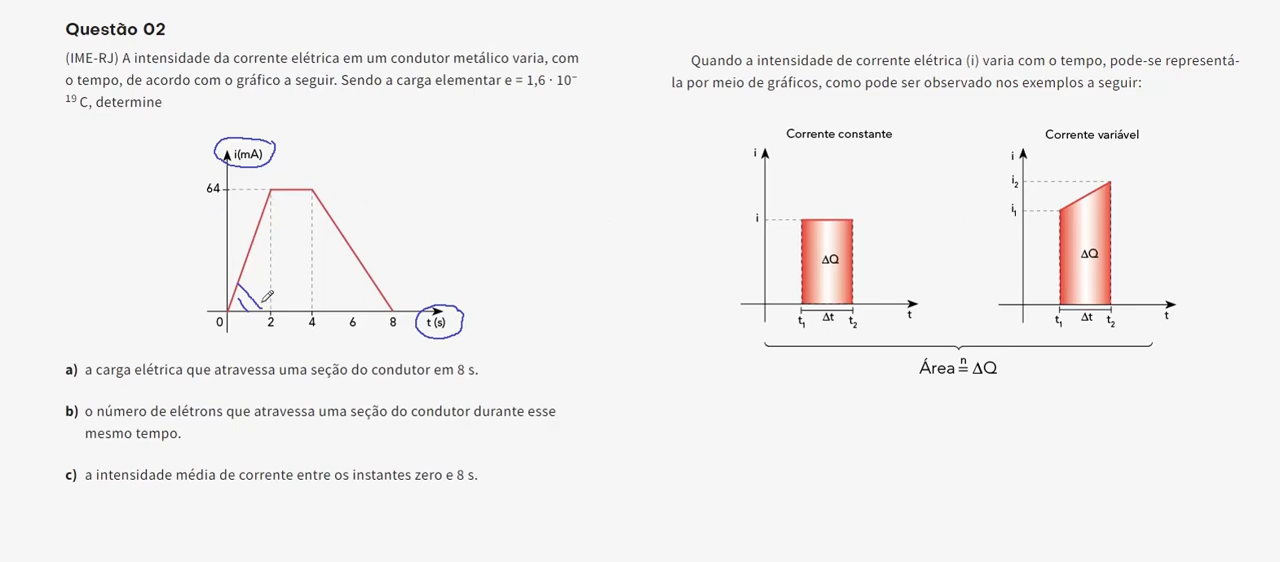 Questão 02
(IME-RJ) A intensidade da corrente elétrica em um condutor metálico varia, com
o tempo, de acordo com o gráfico a seguir. Sendo a carga elementar e = 1,6 · 10⁻
¹⁹ C, determine
i(mA)
64
0 2 4 6 8 t (s)
a) a carga elétrica que atravessa uma seção do condutor em 8 s.
b) o número de elétrons que atravessa uma seção do condutor durante esse
mesmo tempo.
c) a intensidade média de corrente entre os instantes zero e 8 s.
Quando a intensidade de corrente elétrica (i) varia com o tempo, pode-se representá-
la por meio de gráficos, como pode ser observado nos exemplos a seguir:
Corrente constante
i
i
ΔQ
t₁ Δt t₂ t
Corrente variável
i
i₂
i₁
ΔQ
t₁ Δt t₂ t
Área n= ΔQ